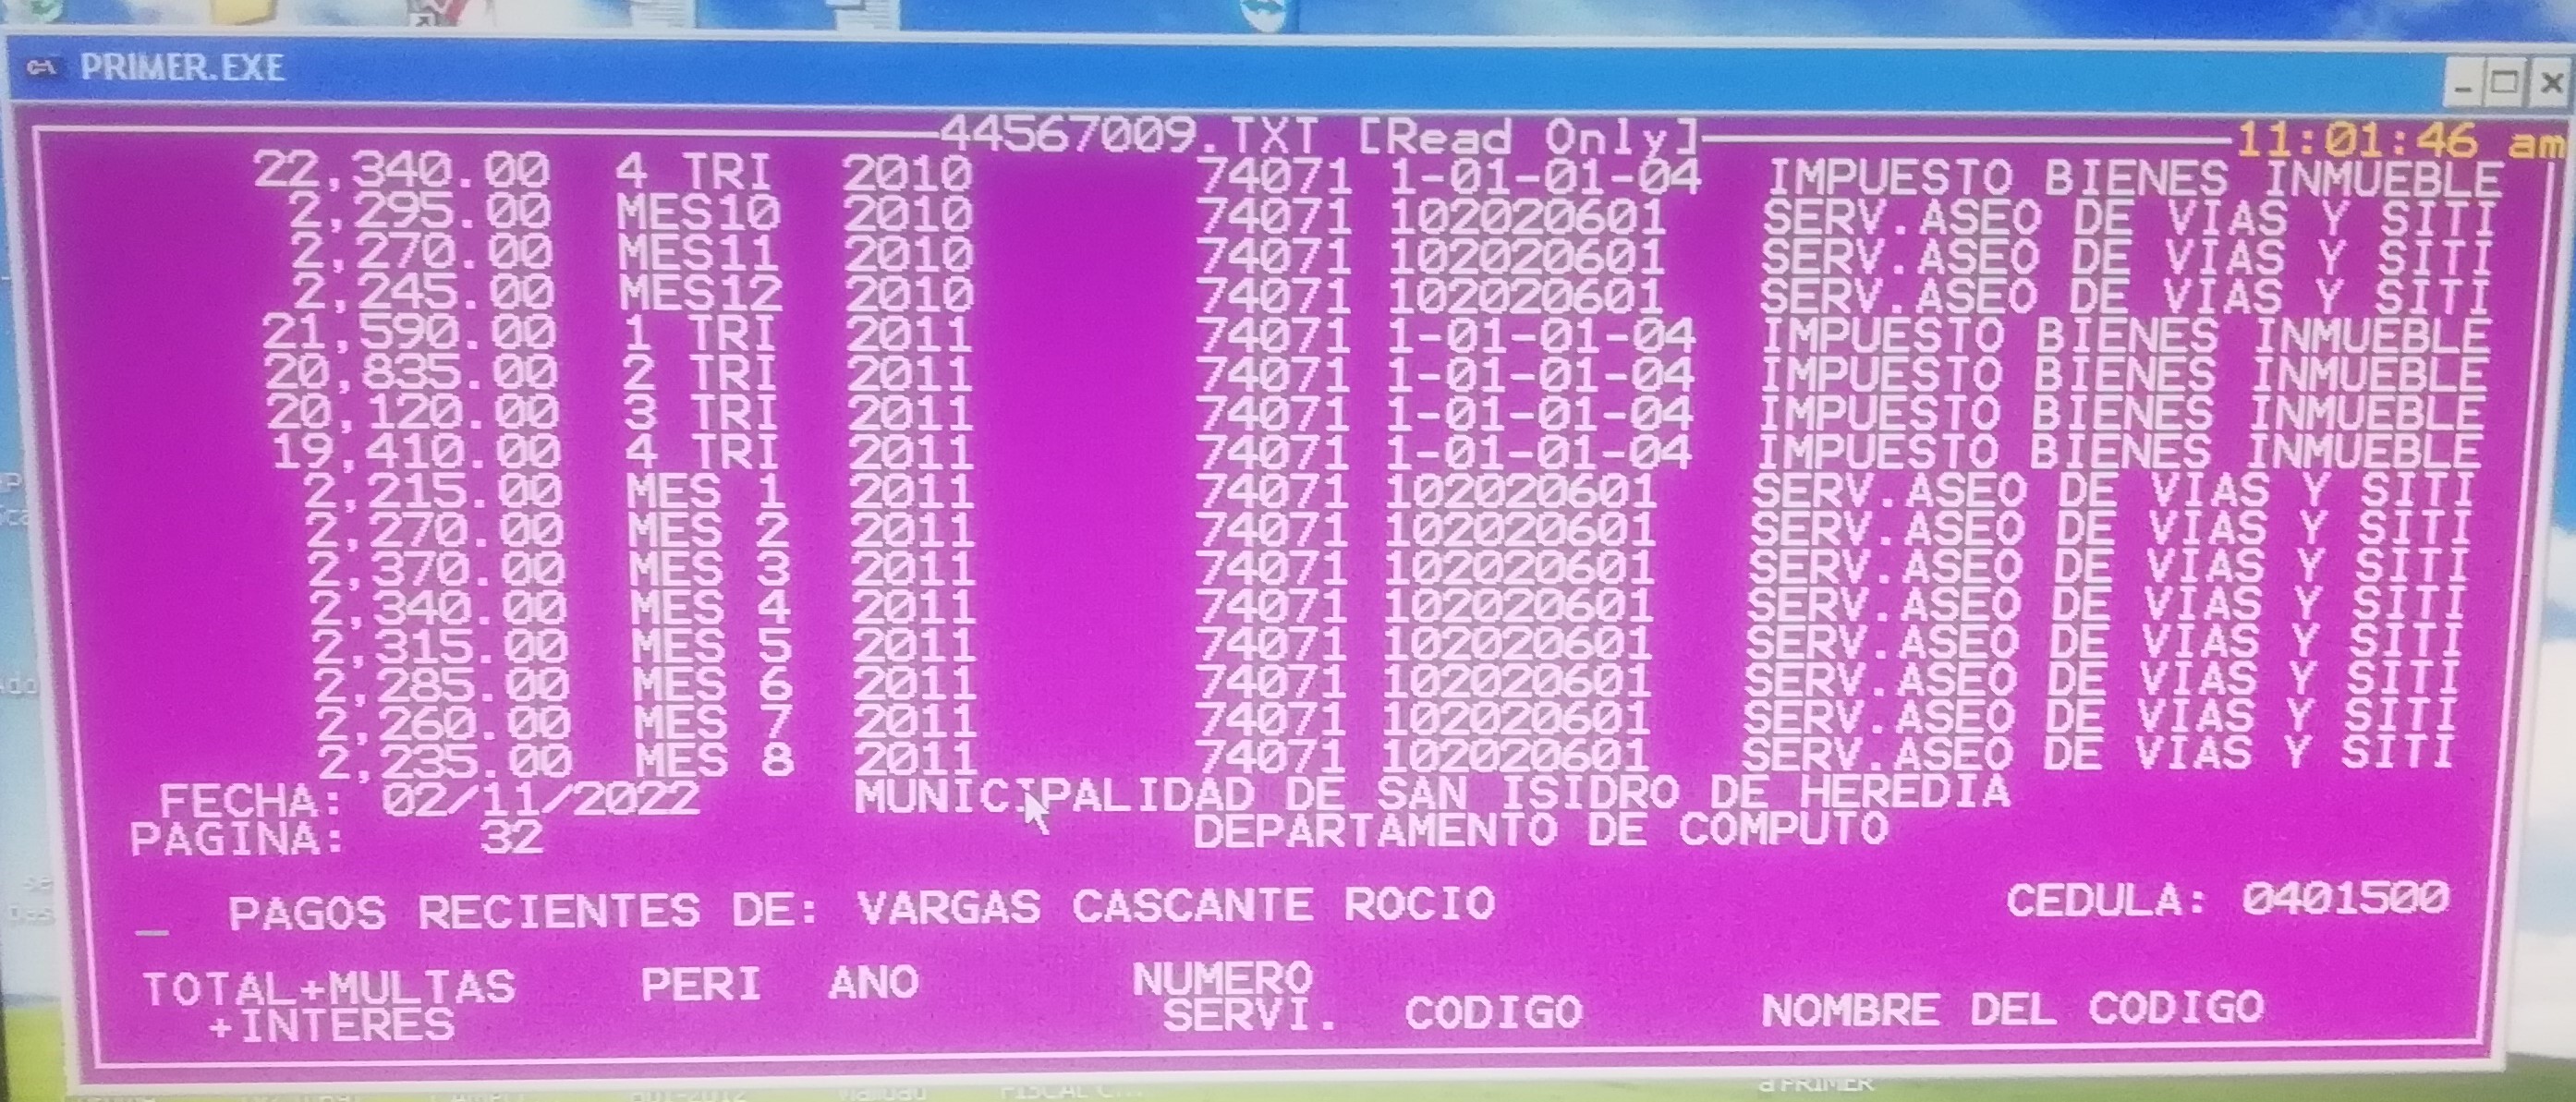 PRIMER.EXE
44567009.TXT [Read Only] 11:01:46 am
22,340.00 4 TRI 2010 74071 1-01-01-04 IMPUESTO BIENES INMUEBLE
2,295.00 MES10 2010 74071 102020601 SERV.ASEO DE VIAS Y SITI
2,270.00 MES11 2010 74071 102020601 SERV.ASEO DE VIAS Y SITI
2,245.00 MES12 2010 74071 102020601 SERV.ASEO DE VIAS Y SITI
21,590.00 1 TRI 2011 74071 1-01-01-04 IMPUESTO BIENES INMUEBLE
20,835.00 2 TRI 2011 74071 1-01-01-04 IMPUESTO BIENES INMUEBLE
20,120.00 3 TRI 2011 74071 1-01-01-04 IMPUESTO BIENES INMUEBLE
19,410.00 4 TRI 2011 74071 1-01-01-04 IMPUESTO BIENES INMUEBLE
2,215.00 MES 1 2011 74071 102020601 SERV.ASEO DE VIAS Y SITI
2,270.00 MES 2 2011 74071 102020601 SERV.ASEO DE VIAS Y SITI
2,370.00 MES 3 2011 74071 102020601 SERV.ASEO DE VIAS Y SITI
2,340.00 MES 4 2011 74071 102020601 SERV.ASEO DE VIAS Y SITI
2,315.00 MES 5 2011 74071 102020601 SERV.ASEO DE VIAS Y SITI
2,285.00 MES 6 2011 74071 102020601 SERV.ASEO DE VIAS Y SITI
2,260.00 MES 7 2011 74071 102020601 SERV.ASEO DE VIAS Y SITI
2,235.00 MES 8 2011 74071 102020601 SERV.ASEO DE VIAS Y SITI
FECHA: 02/11/2022 MUNICIPALIDAD DE SAN ISIDRO DE HEREDIA
PAGINA: 32 DEPARTAMENTO DE COMPUTO
PAGOS RECIENTES DE: VARGAS CASCANTE ROCIO CEDULA: 0401500
TOTAL+MULTAS PERI ANO NUMERO
+INTERES SERVI. CODIGO NOMBRE DEL CODIGO
a PRIMER